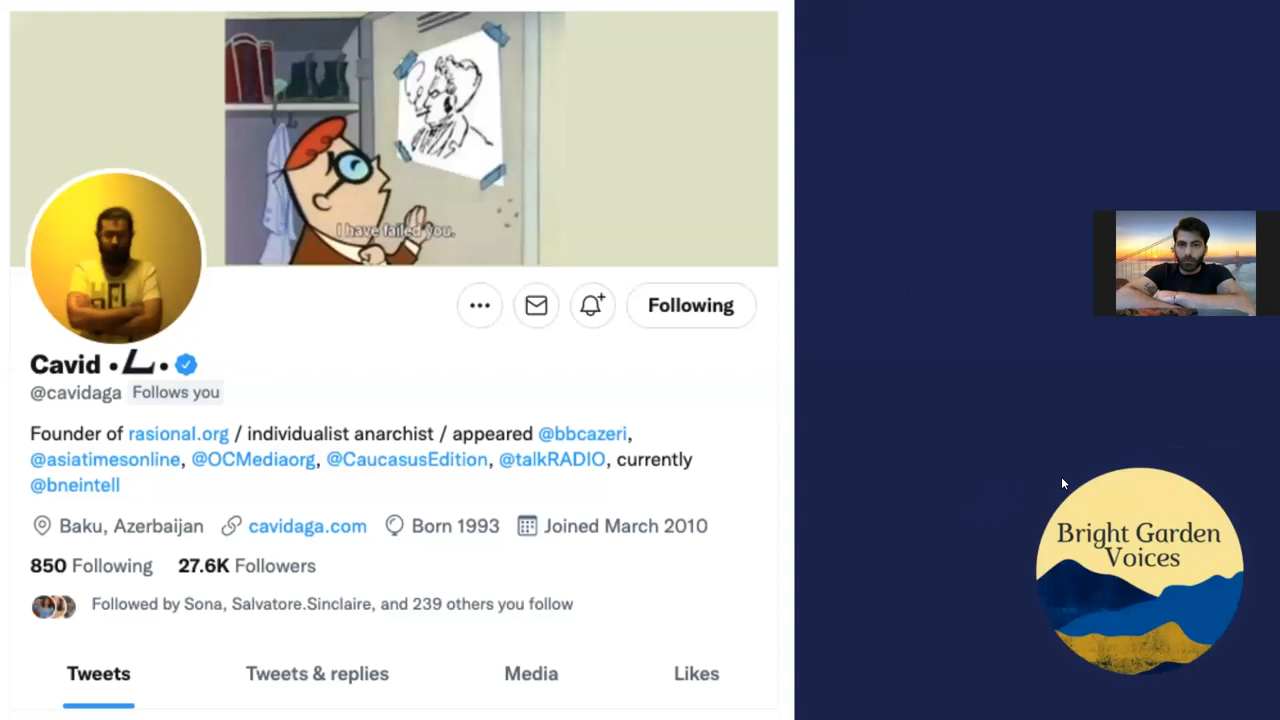 I have failed you.
HFL
Following
Cavid •
@cavidaga Follows you
Founder of rasional.org / individualist anarchist / appeared @bbcazeri,
@asiatimesonline, @OCMediaorg, @CaucasusEdition, @talkRADIO, currently
@bneintell
Baku, Azerbaijan cavidaga.com Born 1993 Joined March 2010
850 Following 27.6K Followers
Followed by Sona, Salvatore.Sinclaire, and 239 others you follow
Tweets Tweets & replies Media Likes
Bright Garden
Voices